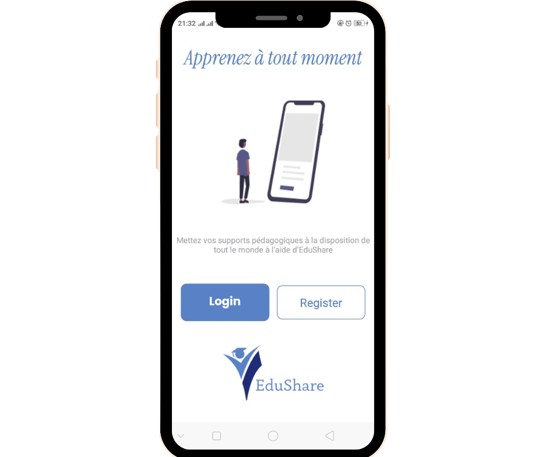 21:32
Apprenez à tout moment
Mettez vos supports pédagogiques à la disposition de
tout le monde à l'aide d'EduShare
Login
Register
EduShare